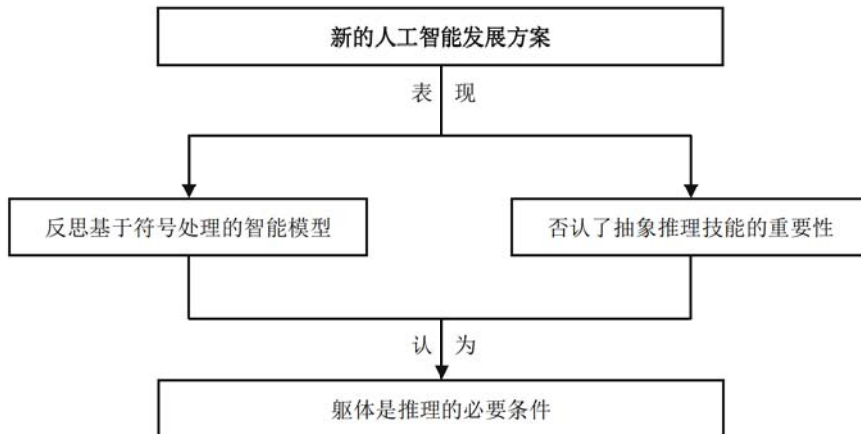 新的人工智能发展方案
表现
反思基于符号处理的智能模型
否认了抽象推理技能的重要性
认为
躯体是推理的必要条件